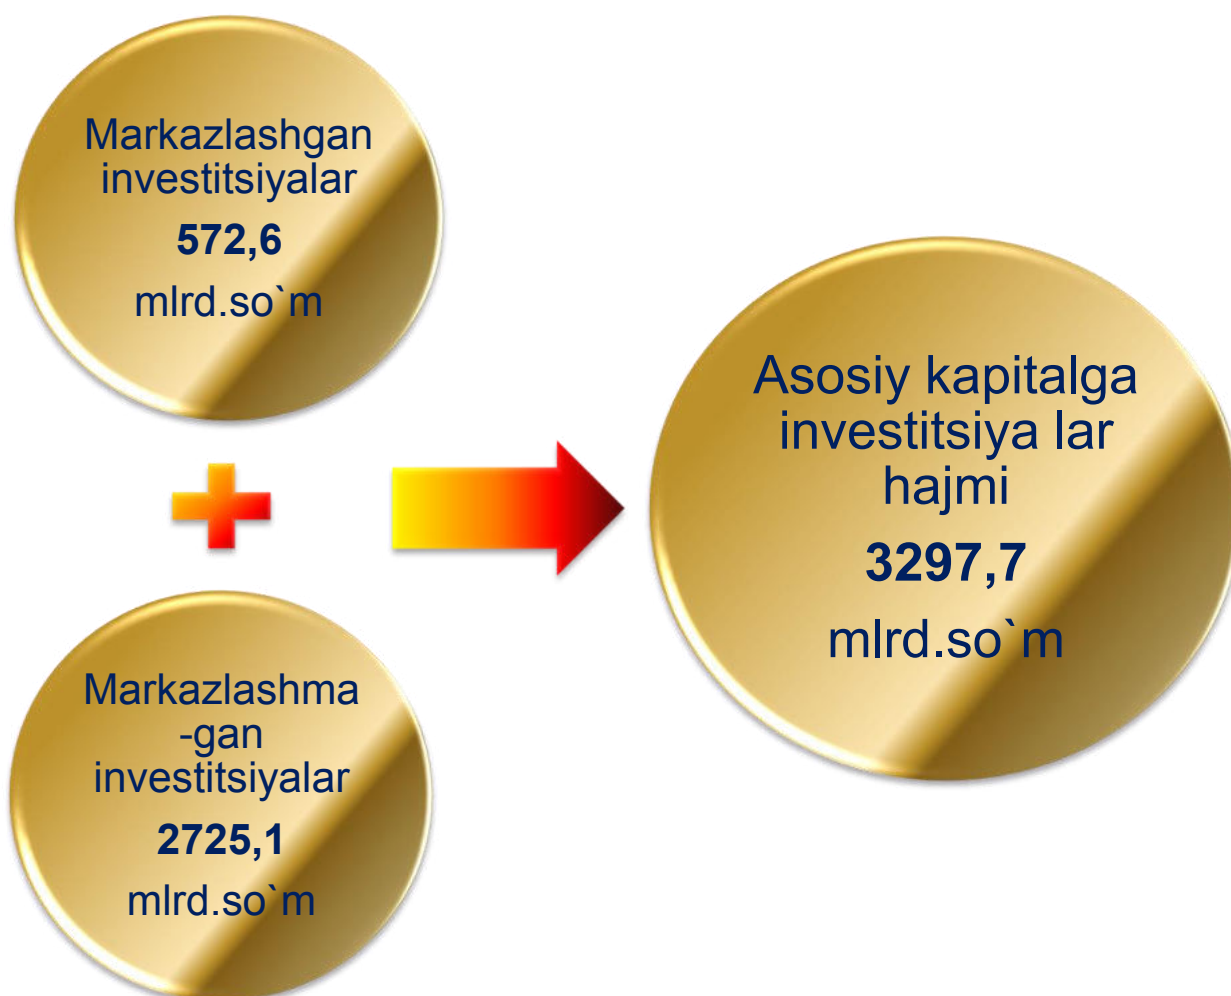 Markazlashgan
investitsiyalar
572,6
mlrd.so`m
Markazlashma
-gan
investitsiyalar
2725,1
mlrd.so`m
Asosiy kapitalga
investitsiya lar
hajmi
3297,7
mlrd.so`m